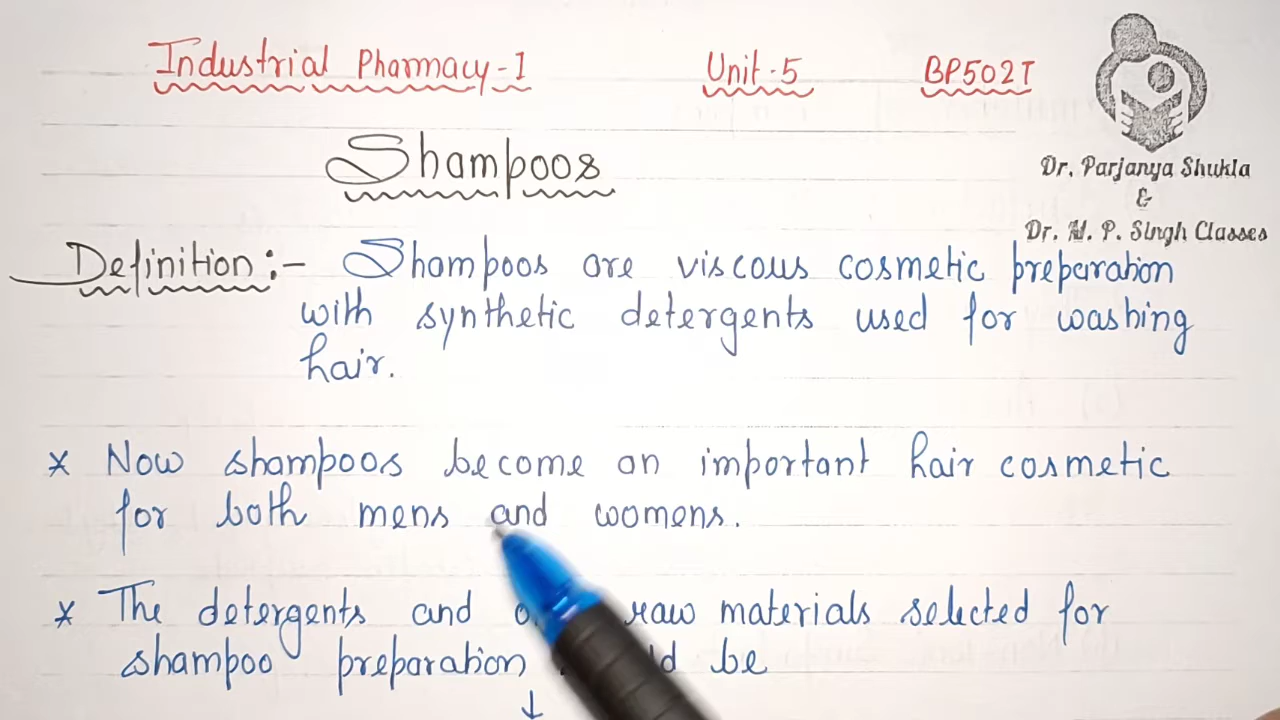 Industrial Pharmacy-1 Unit-5 BP502T
Shampoos
Dr. Parjanya Shukla
&
Dr. M. P. Singh Classes
Definition :- Shampoos are viscous cosmetic preparation
with synthetic detergents used for washing
hair.
* Now shampoos become an important hair cosmetic
for both mens and womens.
* The detergents and raw materials selected for
shampoo preparation be
↓